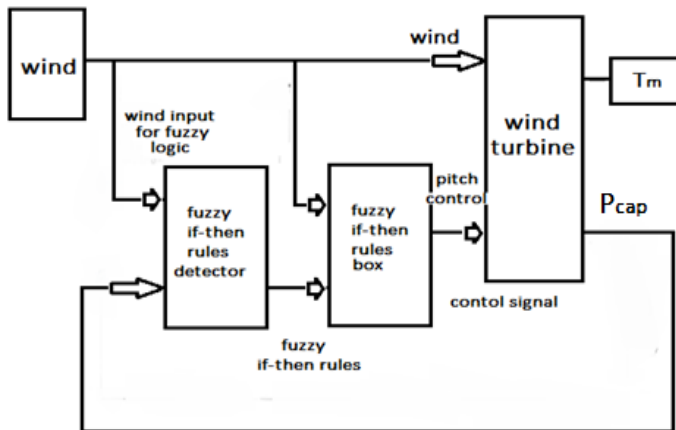 wind
wind
wind input
for fuzzy
logic
fuzzy
if-then
rules
detector
fuzzy
if-then rules
fuzzy
if-then
rules
box
pitch
control
contol signal
wind
turbine
Tm
Pcap